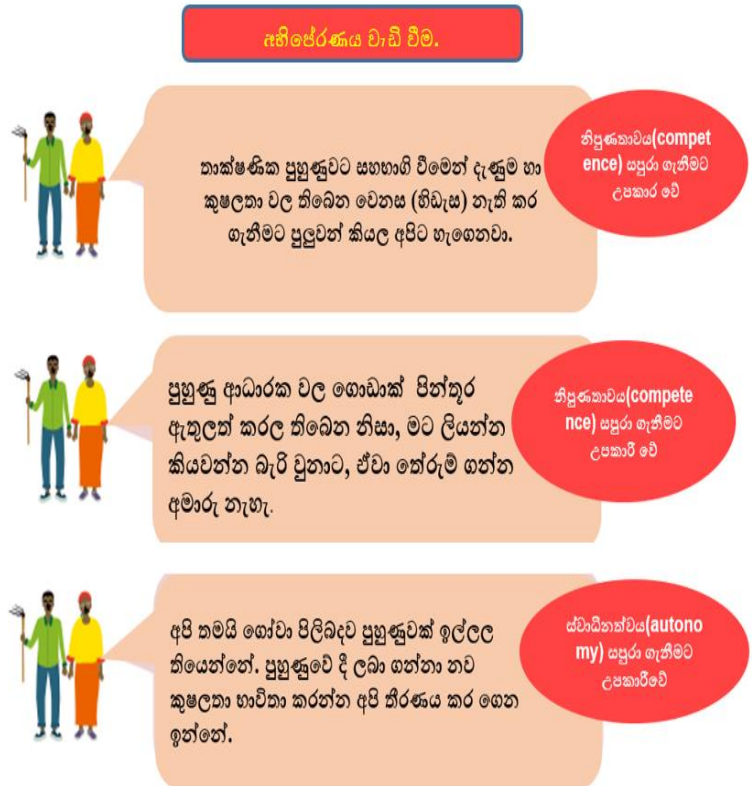 අභිපේරණය වැඩි වීම.
තාක්ෂණික පුහුණුවට සහභාගි වීමෙන් දැණුම හා
කුෂලතා වල තිබෙන වෙනස (හිඩැස) නැති කර
ගැනීමට පුලුවන් කියල අපිට හැගෙනවා.
නිපුණතාවය(compet
ence) සපුරා ගැනීමට
උපකාර වේ
පුහුණු ආධාරක වල ගොඩාක් පින්තූර
ඇතුලත් කරල තිබෙන නිසා, මට ලියන්න
කියවන්න බැරි වුනාට, ඒවා තේරුම් ගන්න
අමාරු නැහැ.
නිපුණතාවය(compete
nce) සපුරා ගැනීමට
උපකාරී වේ
අපි තමයි ගෝවා පිලිබදව පුහුණුවක් ඉල්ලල
තියෙන්නේ. පුහුණුවේ දී ලබා ගන්නා නව
කුෂලතා භාවිතා කරන්න අපි තීරණය කර ගෙන
ඉන්නේ.
ස්වාධීනත්වය(autono
my) සපුරා ගැනීමට
උපකාරීවේ